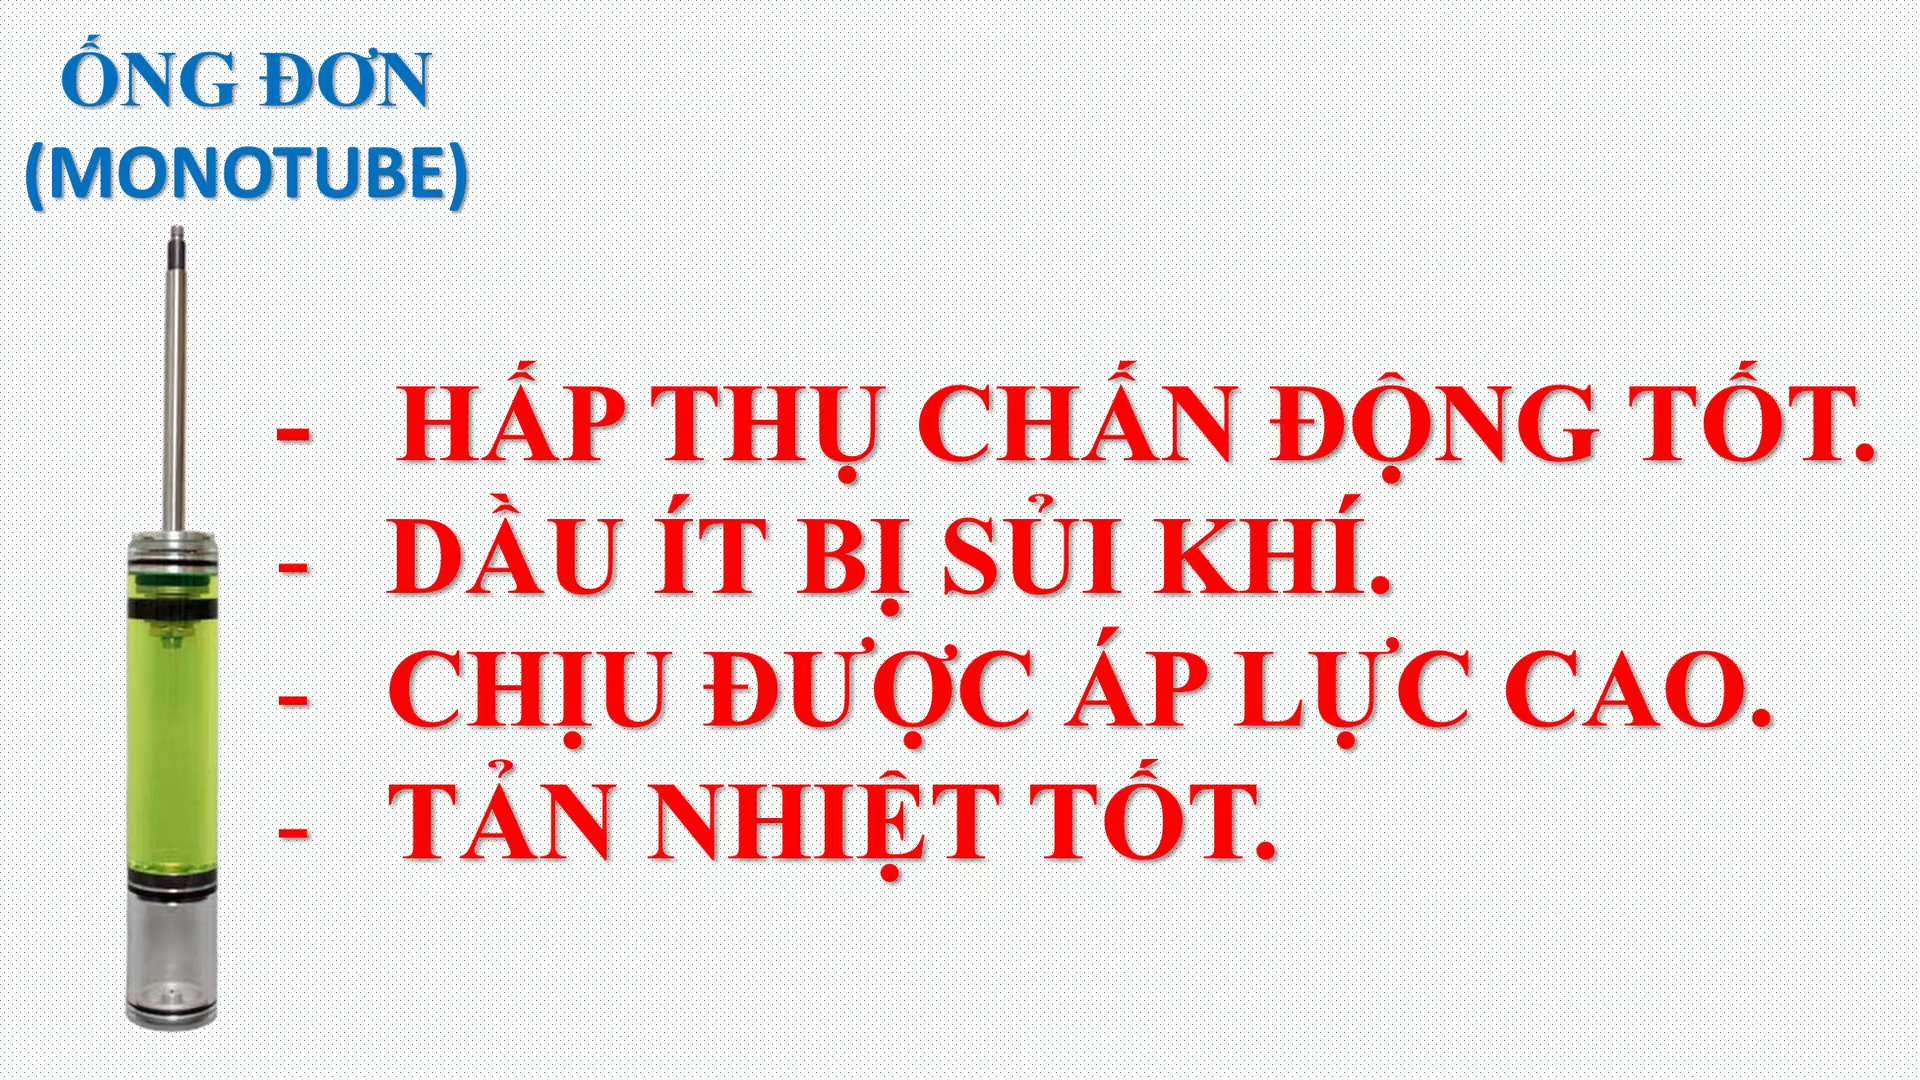 ỐNG ĐƠN
(MONOTUBE)
- HẤP THỤ CHẤN ĐỘNG TỐT.
- DẦU ÍT BỊ SỦI KHÍ.
- CHỊU ĐƯỢC ÁP LỰC CAO.
- TẢN NHIỆT TỐT.